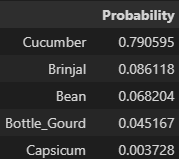 Probability
Cucumber 0.790595
Brinjal 0.086118
Bean 0.068204
Bottle_Gourd 0.045167
Capsicum 0.003728